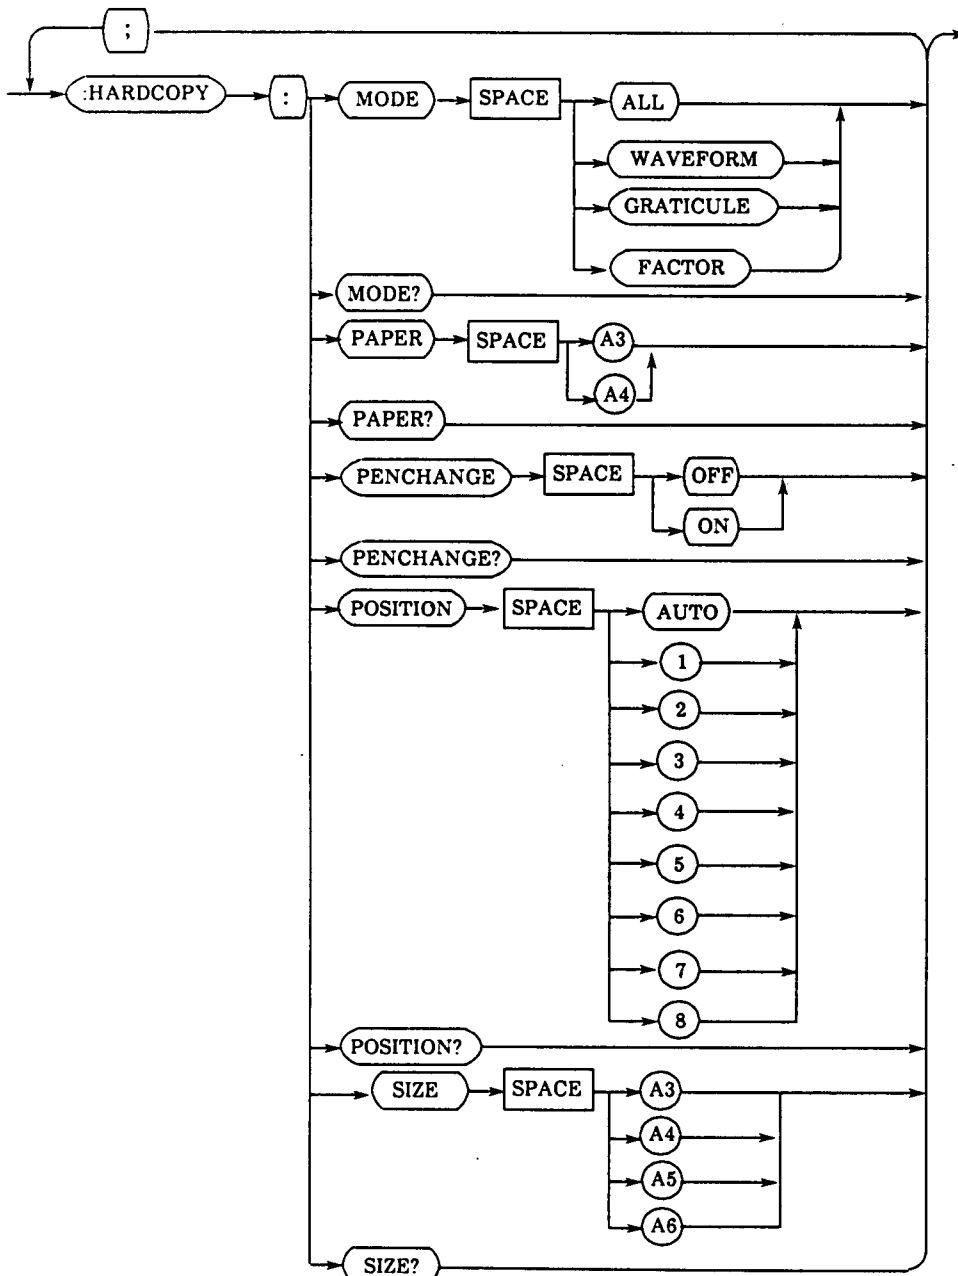 ;
:HARDCOPY : MODE SPACE ALL
WAVEFORM
GRATICULE
FACTOR
MODE?
PAPER SPACE A3
A4
PAPER?
PENCHANGE SPACE OFF
ON
PENCHANGE?
POSITION SPACE AUTO
1
2
3
4
5
6
7
8
POSITION?
SIZE SPACE A3
A4
A5
A6
SIZE?